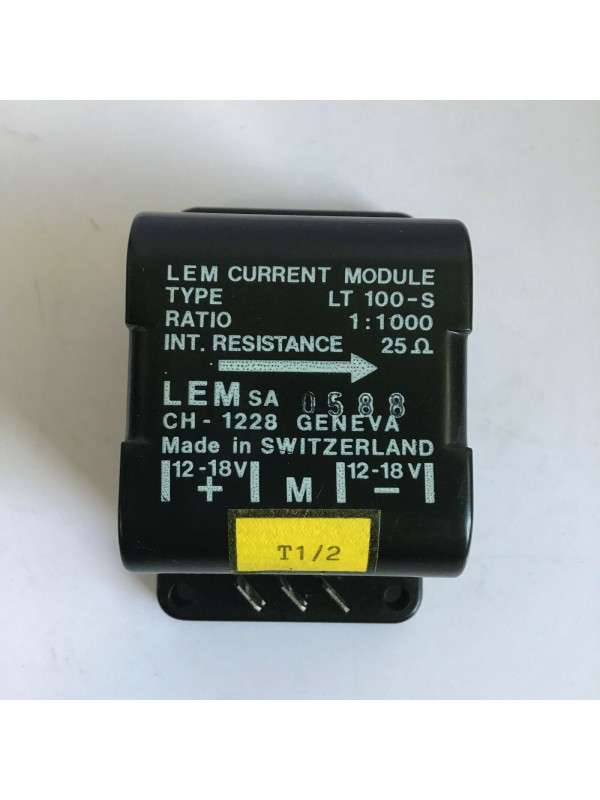 LEM CURRENT MODULE
TYPE LT 100-S
RATIO 1:1000
INT. RESISTANCE 25 Ω
LEM SA 0588
CH - 1228 GENEVA
Made in SWITZERLAND
12-18V 12-18V
+ M -
T1/2